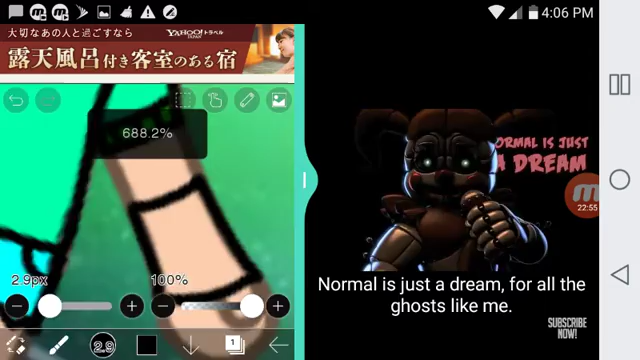 4:06 PM
大切なあの人と過ごすなら
YAHOO!トラベル
露天風呂付き客室のある宿
688.2%
2.9px
100%
2.9
1
ORMAL IS JUST
A DREAM
22:55
Normal is just a dream, for all the
ghosts like me.
SUBSCRIBE
NOW!